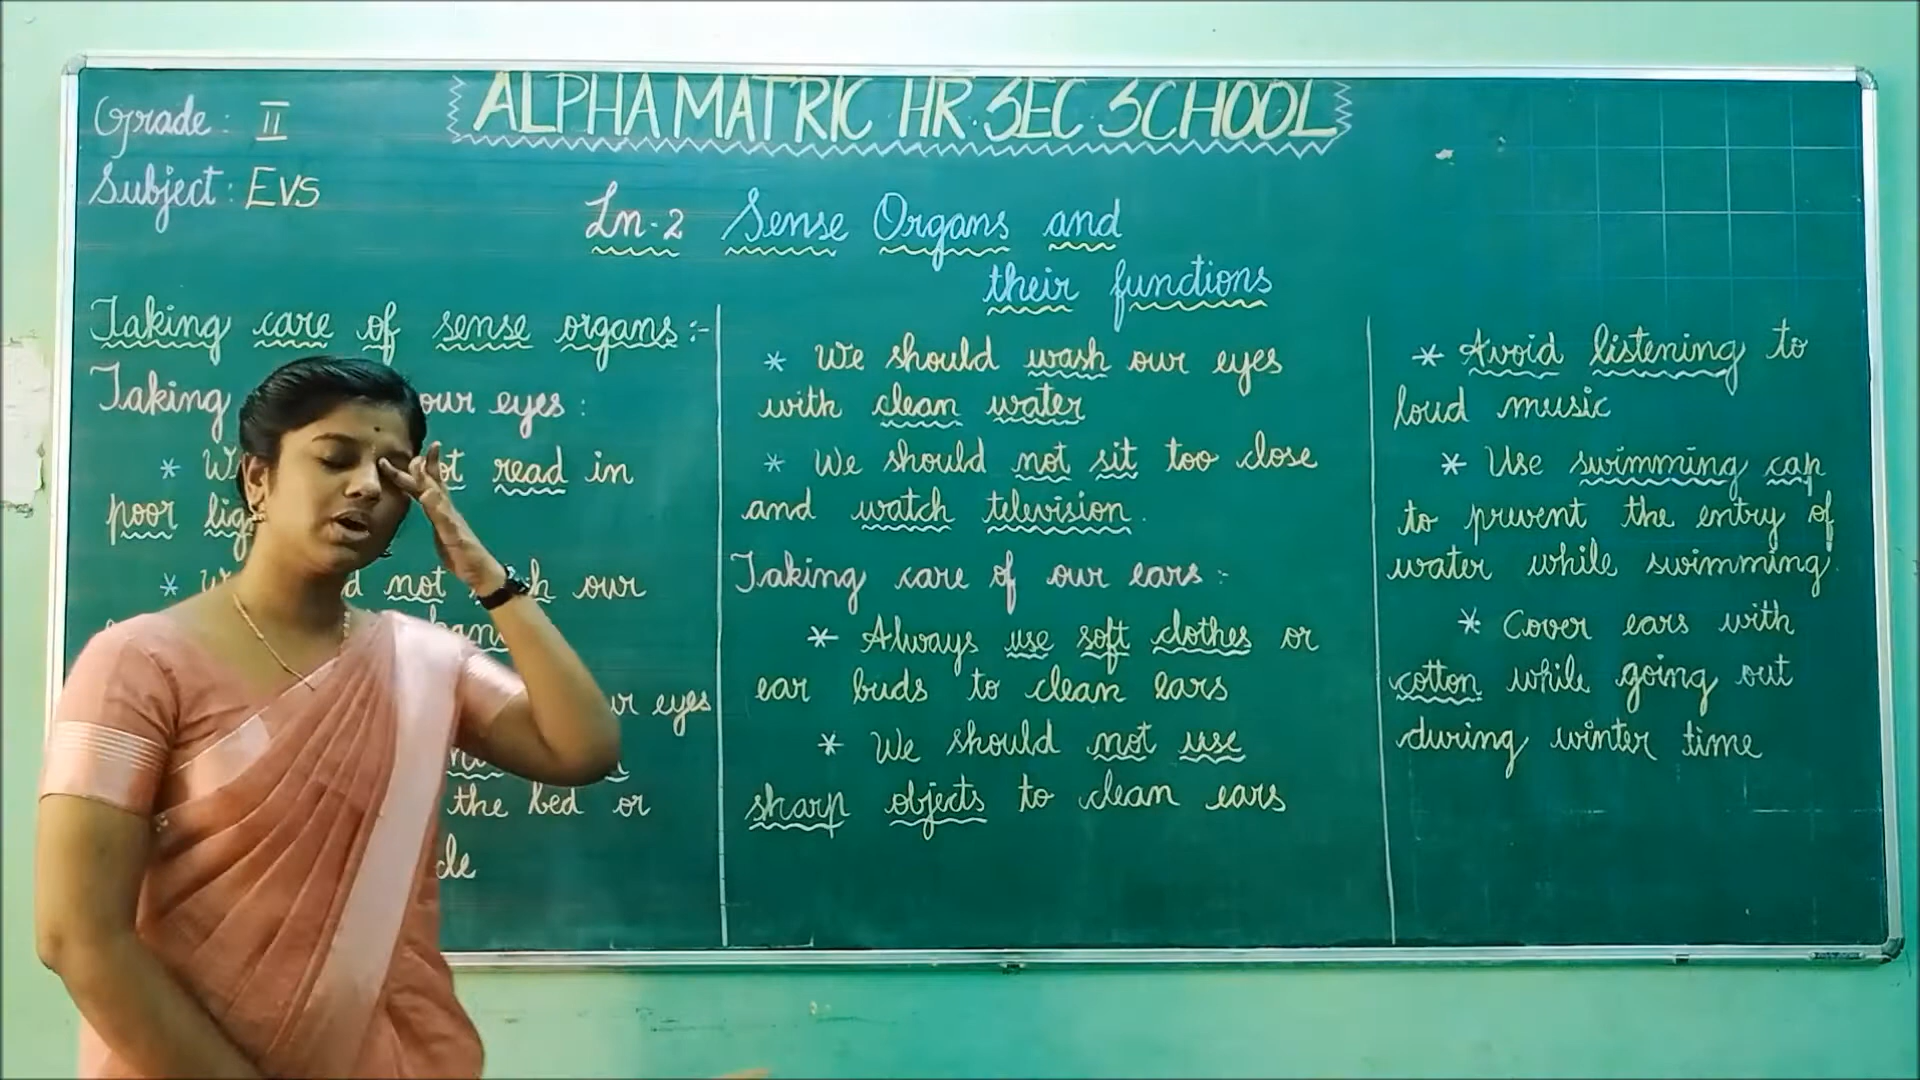 ALPHA MATRIC HR. SEC. SCHOOL
Grade: II
Subject: EVS
Ln-2 Sense Organs and
their functions
Taking care of sense organs:-
Taking our eyes:
* not read in
poor
* not our
eyes
the bed or
* We should wash our eyes
with clean water
* We should not sit too close
and watch television.
Taking care of our ears:-
* Always use soft clothes or
ear buds to clean ears
* We should not use
sharp objects to clean ears
* Avoid listening to
loud music
* Use swimming cap
to prevent the entry of
water while swimming.
* Cover ears with
cotton while going out
during winter time